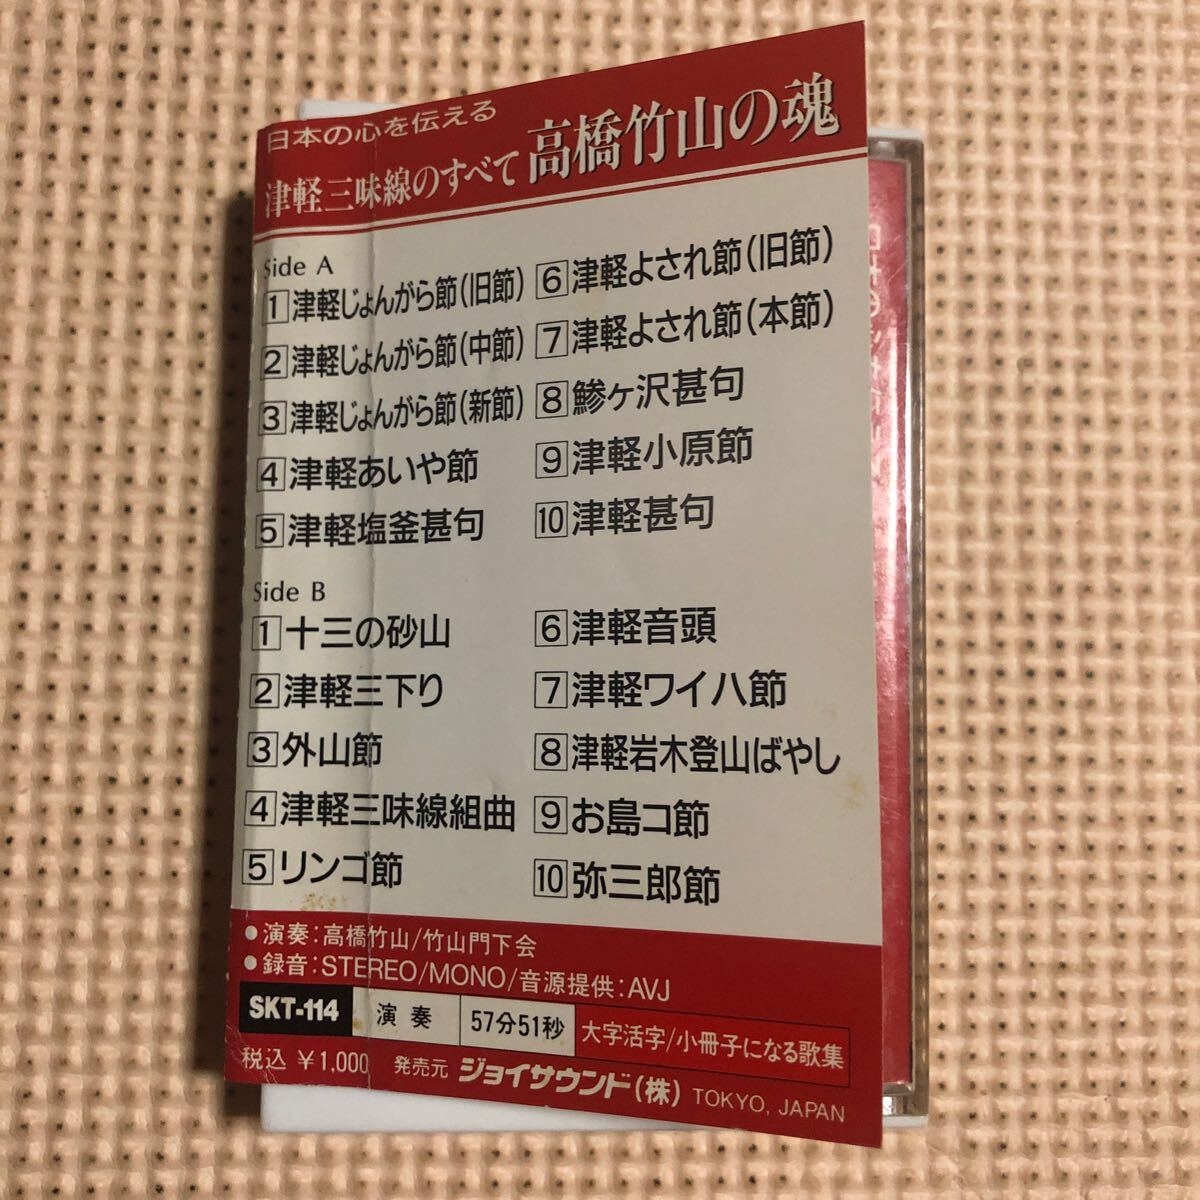 日本の心を伝える
津軽三味線のすべて 高橋竹山の魂
Side A
1 津軽じょんがら節(旧節)
2 津軽じょんがら節(中節)
3 津軽じょんがら節(新節)
4 津軽あいや節
5 津軽塩釜甚句
6 津軽よされ節(旧節)
7 津軽よされ節(本節)
8 鯵ヶ沢甚句
9 津軽小原節
10 津軽甚句
Side B
1 十三の砂山
2 津軽三下り
3 外山節
4 津軽三味線組曲
5 リンゴ節
6 津軽音頭
7 津軽ワイハ節
8 津軽岩木登山ばやし
9 お島コ節
10 弥三郎節
●演奏:高橋竹山/竹山門下会
●録音:STEREO/MONO/音源提供:AVJ
SKT-114 演奏 57分51秒 大字活字/小冊子になる歌集
税込 ¥1,000 発売元 ジョイサウンド(株) TOKYO, JAPAN